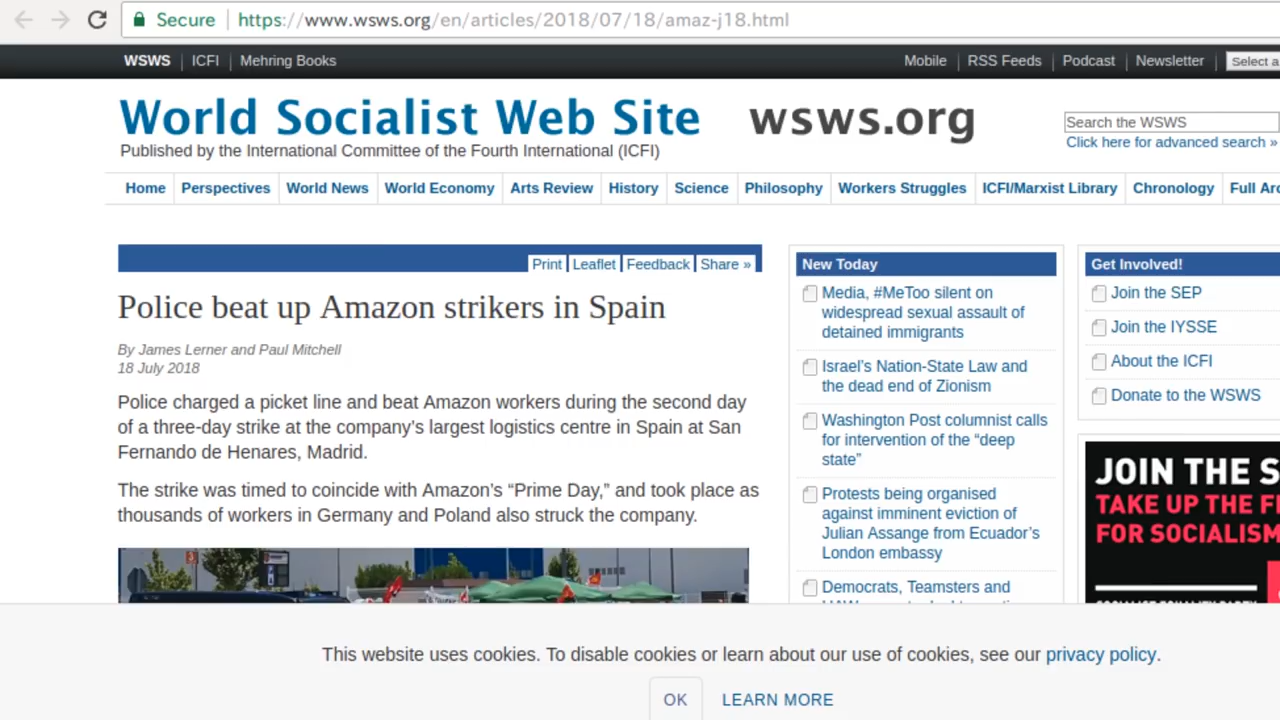 Secure https://www.wsws.org/en/articles/2018/07/18/amaz-j18.html
WSWS ICFI Mehring Books Mobile RSS Feeds Podcast Newsletter Select a
World Socialist Web Site wsws.org
Published by the International Committee of the Fourth International (ICFI)
Search the WSWS
Click here for advanced search »
Home Perspectives World News World Economy Arts Review History Science Philosophy Workers Struggles ICFI/Marxist Library Chronology Full Arc
Print Leaflet Feedback Share »
Police beat up Amazon strikers in Spain
By James Lerner and Paul Mitchell
18 July 2018
Police charged a picket line and beat Amazon workers during the second day
of a three-day strike at the company’s largest logistics centre in Spain at San
Fernando de Henares, Madrid.
The strike was timed to coincide with Amazon’s “Prime Day,” and took place as
thousands of workers in Germany and Poland also struck the company.
New Today
Media, #MeToo silent on
widespread sexual assault of
detained immigrants
Israel’s Nation-State Law and
the dead end of Zionism
Washington Post columnist calls
for intervention of the “deep
state”
Protests being organised
against imminent eviction of
Julian Assange from Ecuador’s
London embassy
Democrats, Teamsters and
Get Involved!
Join the SEP
Join the IYSSE
About the ICFI
Donate to the WSWS
JOIN THE S
TAKE UP THE FI
FOR SOCIALISM
This website uses cookies. To disable cookies or learn about our use of cookies, see our privacy policy.
OK LEARN MORE